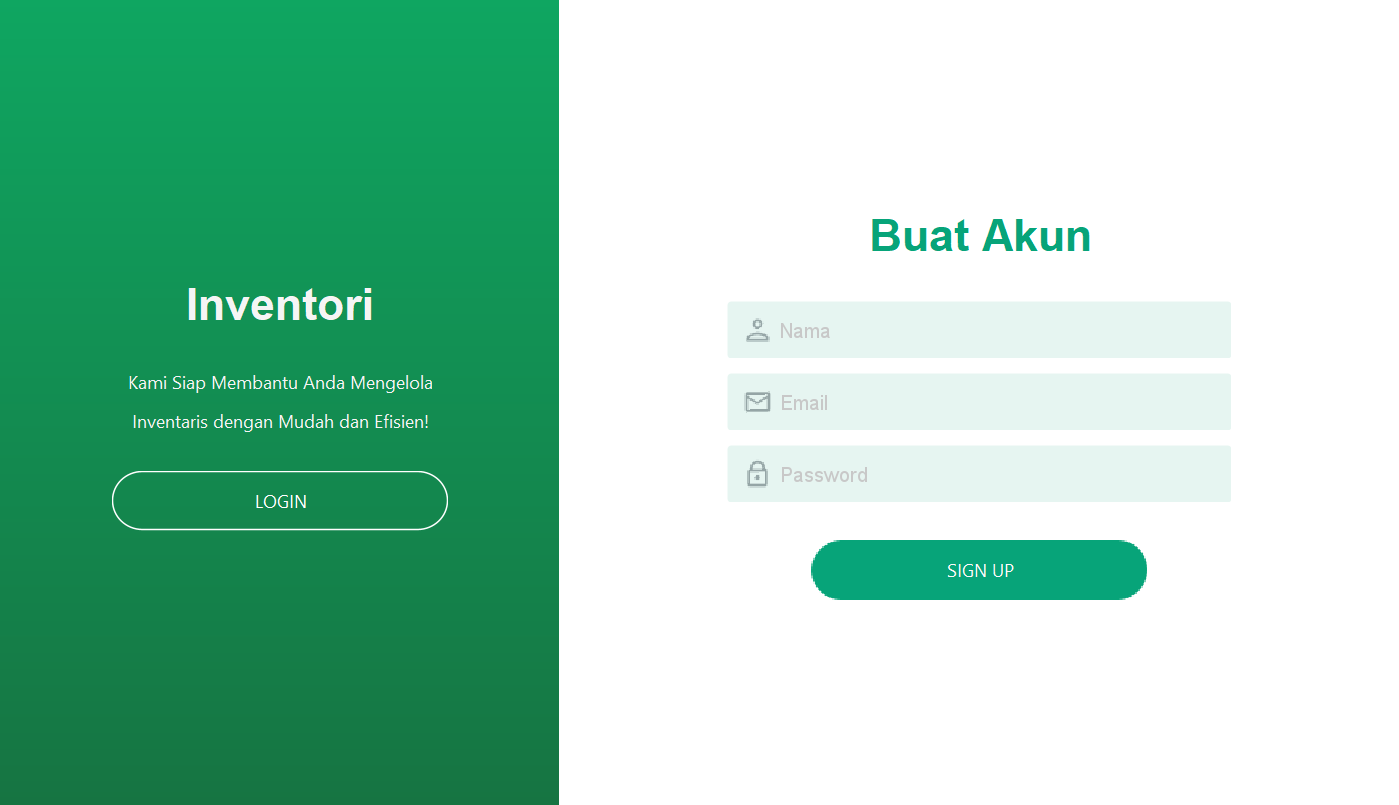 Inventori
Kami Siap Membantu Anda Mengelola
Inventaris dengan Mudah dan Efisien!
LOGIN
Buat Akun
Nama
Email
Password
SIGN UP